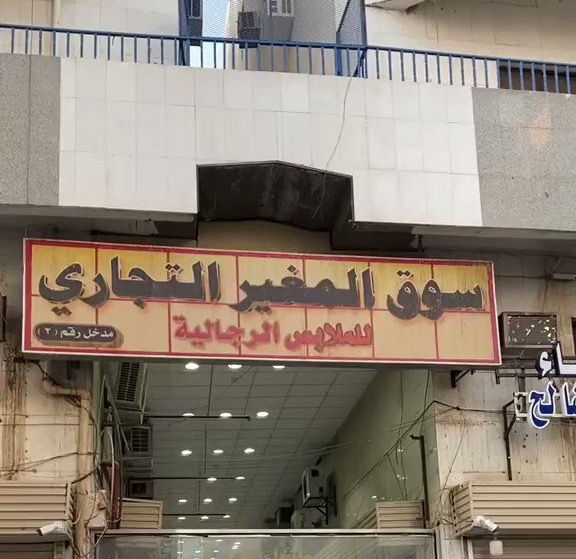 سوق المغير التجاري
للملابس الرجالية
مدخل رقم (٢)